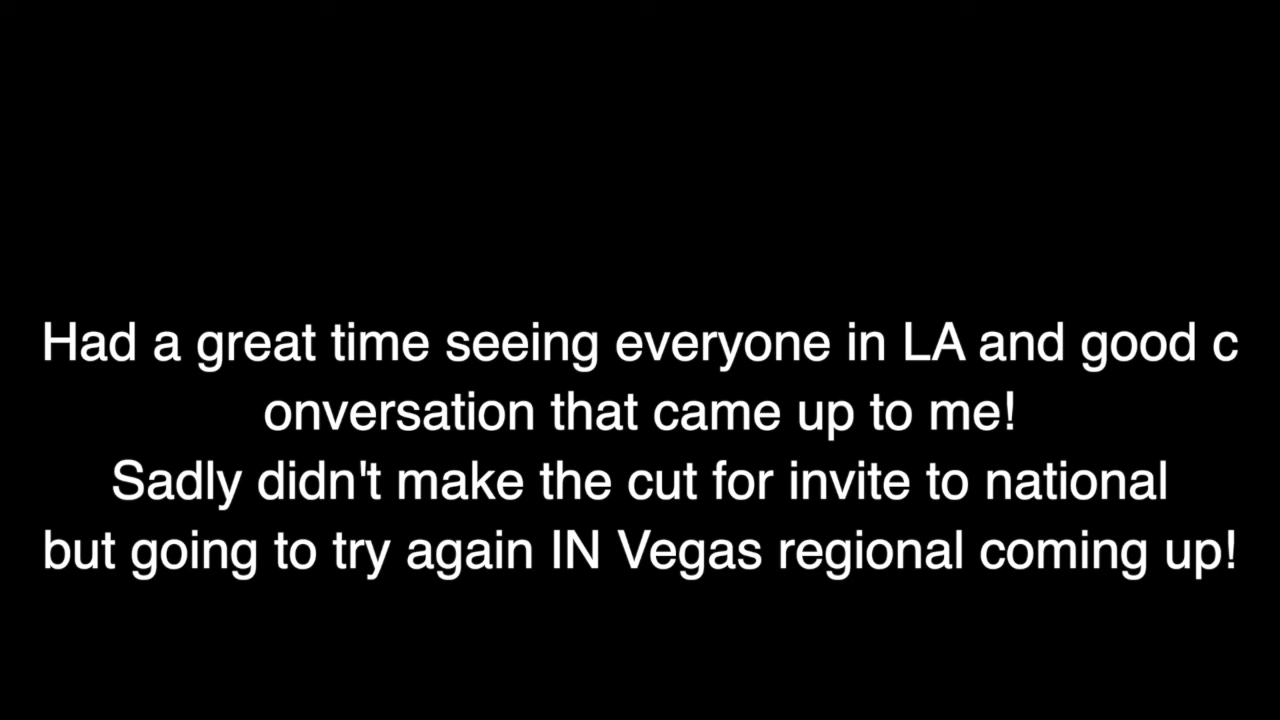 Had a great time seeing everyone in LA and good c
onversation that came up to me!
Sadly didn't make the cut for invite to national
but going to try again IN Vegas regional coming up!